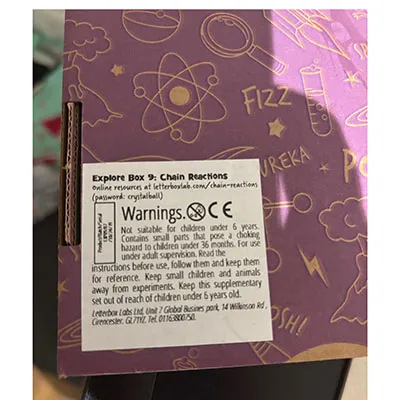 FIZZ
EUREKA
Explore Box 9: Chain Reactions
Online resources at letterboxlab.com/chain-reactions
(password: crystalball)
Warnings. CE
Not suitable for children under 6 years.
Contains small parts that pose a choking
hazard to children under 36 months. For use
under adult supervision. Read the
instructions before use, follow them and keep them
for reference. Keep small children and animals
away from experiments. Keep this supplementary
set out of reach of children under 6 years old.
Letterbox Labs Ltd, Unit 7 Global Busines park, 14 Wilkinson Rd,
Cirencester, GL71YZ. Tel. 01163800750.